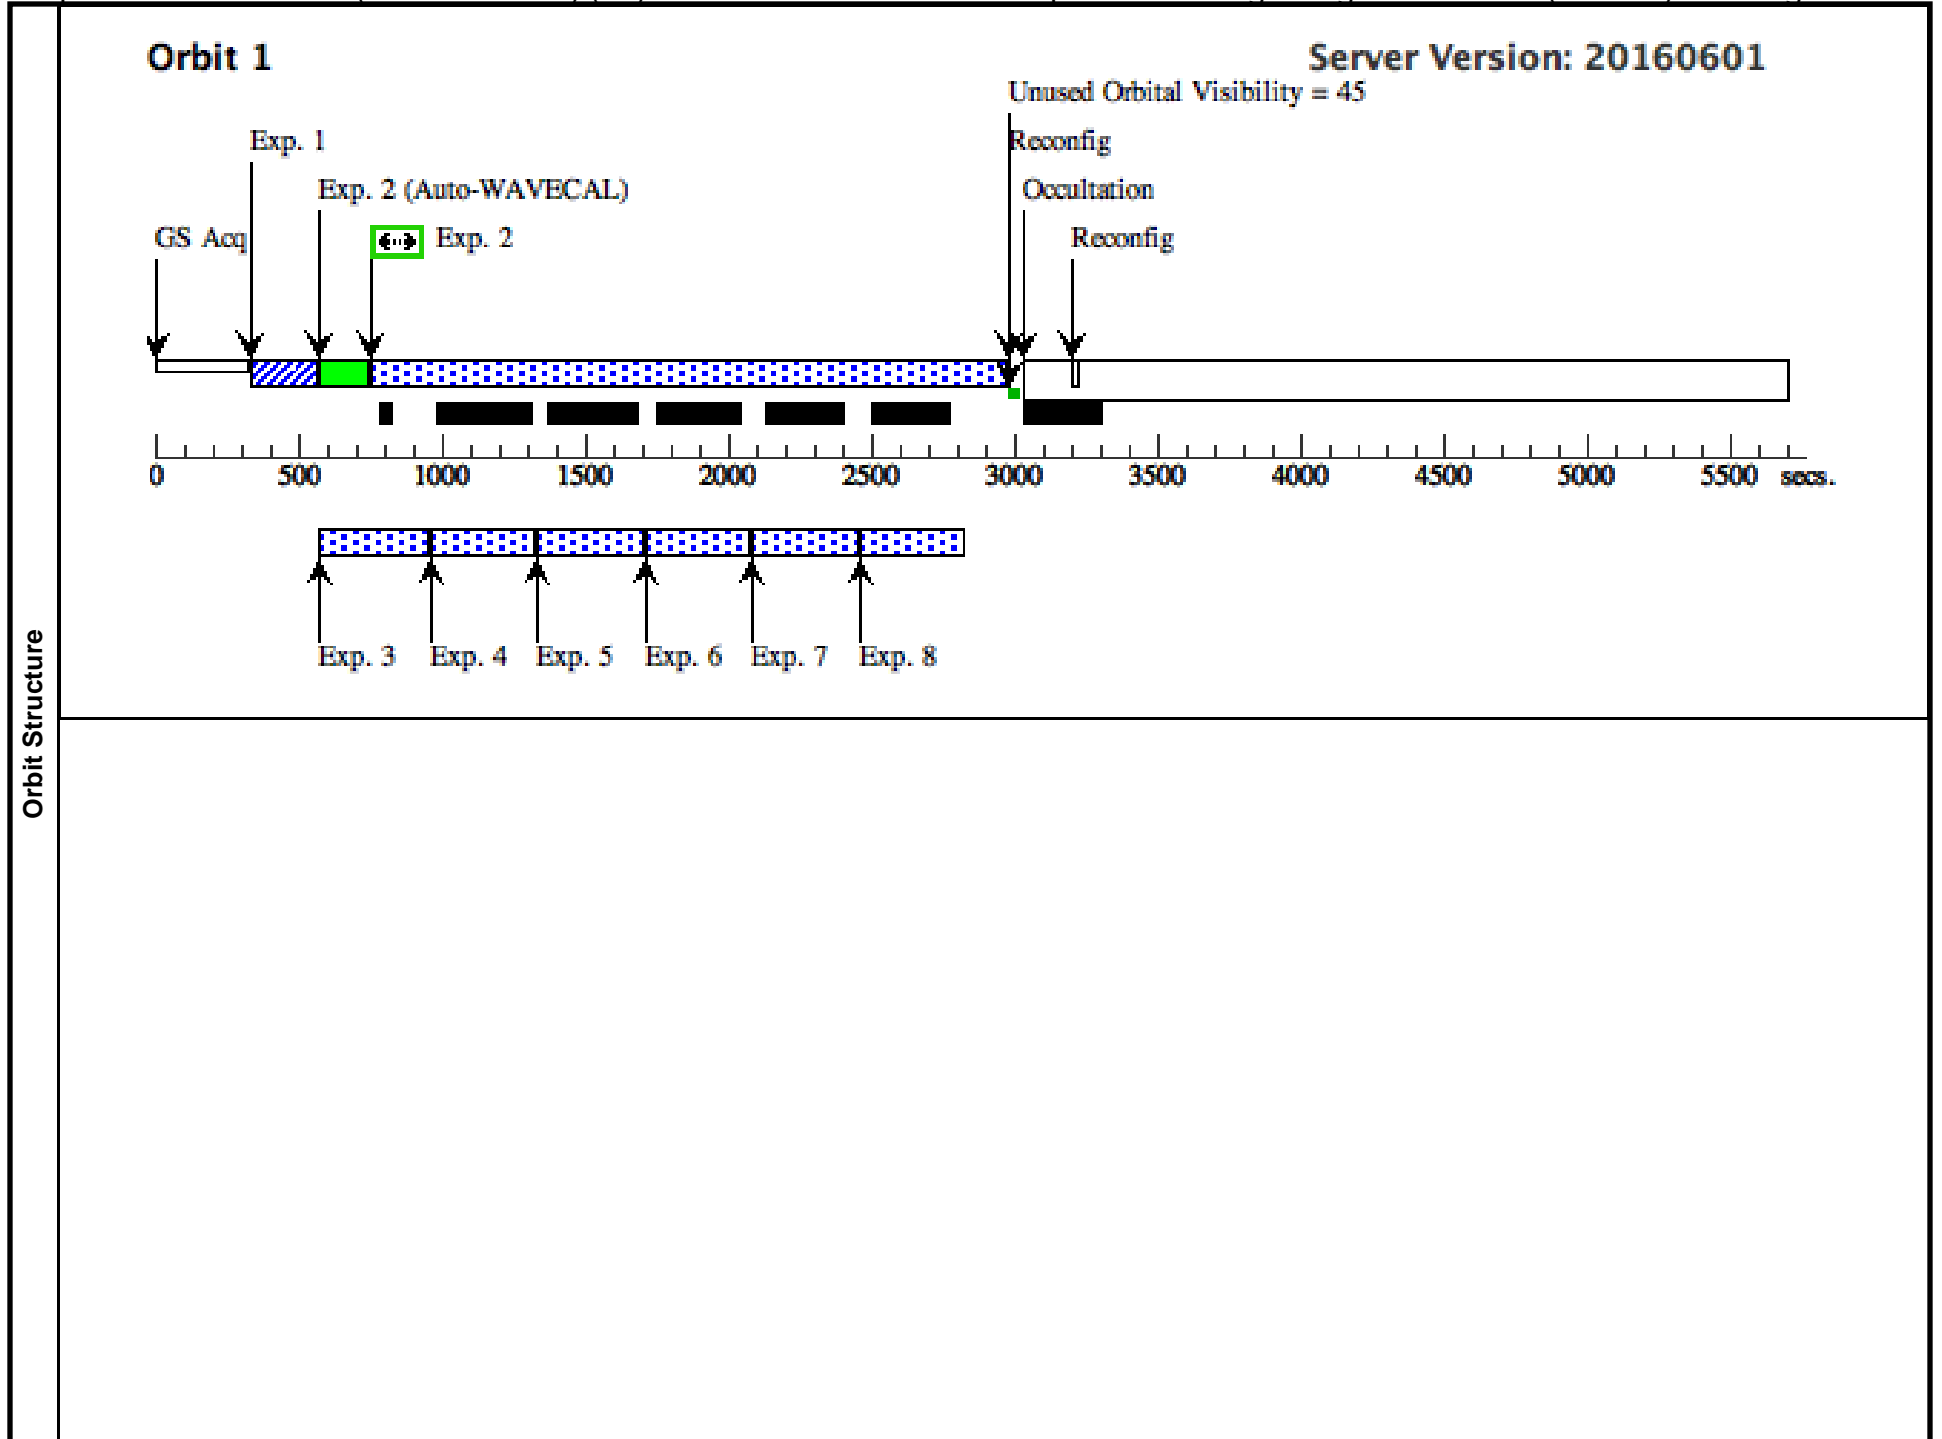 Orbit 1
Server Version: 20160601
Unused Orbital Visibility = 45
Exp. 1
Reconfig
Exp. 2 (Auto-WAVECAL)
Occultation
GS Acq
Exp. 2
Reconfig
0 500 1000 1500 2000 2500 3000 3500 4000 4500 5000 5500 secs.
Exp. 3 Exp. 4 Exp. 5 Exp. 6 Exp. 7 Exp. 8
Orbit Structure